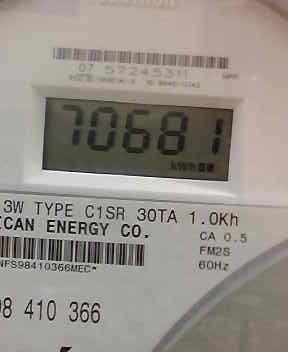 07 57245311
70681
kWh
3W TYPE C1SR 30TA 1.0Kh
ICAN ENERGY CO.
CA 0.5
FM2S
NFS98410366MEC*
60Hz
98 410 366